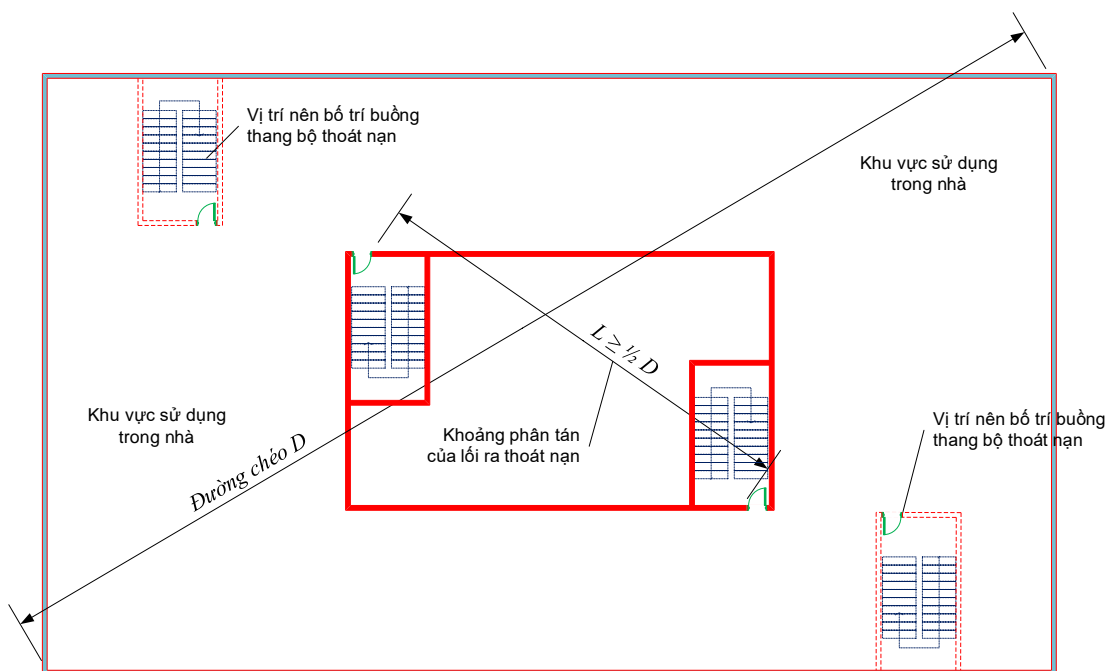 Vị trí nên bố trí buồng
thang bộ thoát nạn
Khu vực sử dụng
trong nhà
L ≥ ½ D
Khu vực sử dụng
trong nhà
Đường chéo D
Khoảng phân tán
của lối ra thoát nạn
Vị trí nên bố trí buồng
thang bộ thoát nạn